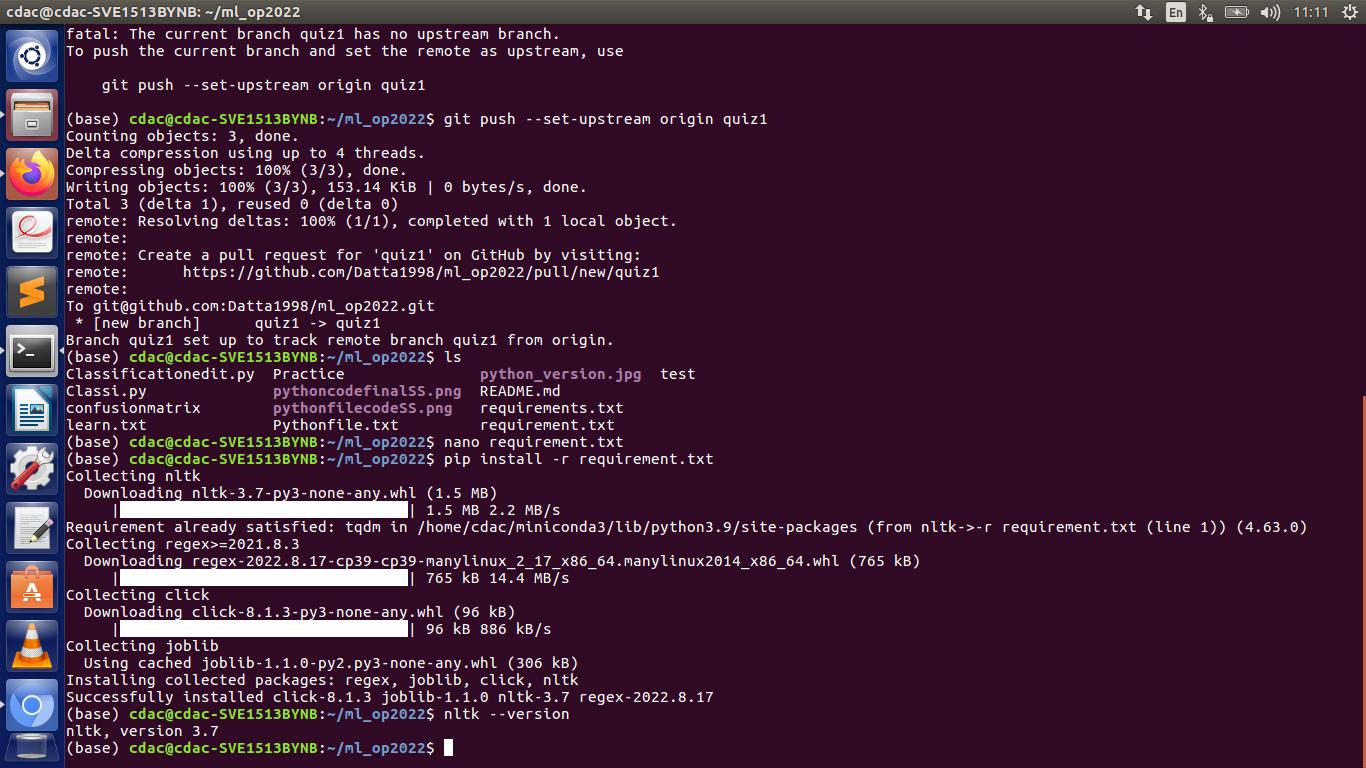 cdac@cdac-SVE1513BYNB: ~/ml_op2022
En
11:11
fatal: The current branch quiz1 has no upstream branch.
To push the current branch and set the remote as upstream, use
    git push --set-upstream origin quiz1
(base) cdac@cdac-SVE1513BYNB:~/ml_op2022$ git push --set-upstream origin quiz1
Counting objects: 3, done.
Delta compression using up to 4 threads.
Compressing objects: 100% (3/3), done.
Writing objects: 100% (3/3), 153.14 KiB | 0 bytes/s, done.
Total 3 (delta 1), reused 0 (delta 0)
remote: Resolving deltas: 100% (1/1), completed with 1 local object.
remote:
remote: Create a pull request for 'quiz1' on GitHub by visiting:
remote:      https://github.com/Datta1998/ml_op2022/pull/new/quiz1
remote:
To git@github.com:Datta1998/ml_op2022.git
 * [new branch]      quiz1 -> quiz1
Branch quiz1 set up to track remote branch quiz1 from origin.
(base) cdac@cdac-SVE1513BYNB:~/ml_op2022$ ls
Classificationedit.py  Practice               python_version.jpg  test
Classi.py              pythoncodefinalSS.png  README.md
confusionmatrix        pythonfilecodeSS.png   requirements.txt
learn.txt              Pythonfile.txt         requirement.txt
(base) cdac@cdac-SVE1513BYNB:~/ml_op2022$ nano requirement.txt
(base) cdac@cdac-SVE1513BYNB:~/ml_op2022$ pip install -r requirement.txt
Collecting nltk
  Downloading nltk-3.7-py3-none-any.whl (1.5 MB)
     |████████████████████████████████| 1.5 MB 2.2 MB/s
Requirement already satisfied: tqdm in /home/cdac/miniconda3/lib/python3.9/site-packages (from nltk->-r requirement.txt (line 1)) (4.63.0)
Collecting regex>=2021.8.3
  Downloading regex-2022.8.17-cp39-cp39-manylinux_2_17_x86_64.manylinux2014_x86_64.whl (765 kB)
     |████████████████████████████████| 765 kB 14.4 MB/s
Collecting click
  Downloading click-8.1.3-py3-none-any.whl (96 kB)
     |████████████████████████████████| 96 kB 886 kB/s
Collecting joblib
  Using cached joblib-1.1.0-py2.py3-none-any.whl (306 kB)
Installing collected packages: regex, joblib, click, nltk
Successfully installed click-8.1.3 joblib-1.1.0 nltk-3.7 regex-2022.8.17
(base) cdac@cdac-SVE1513BYNB:~/ml_op2022$ nltk --version
nltk, version 3.7
(base) cdac@cdac-SVE1513BYNB:~/ml_op2022$